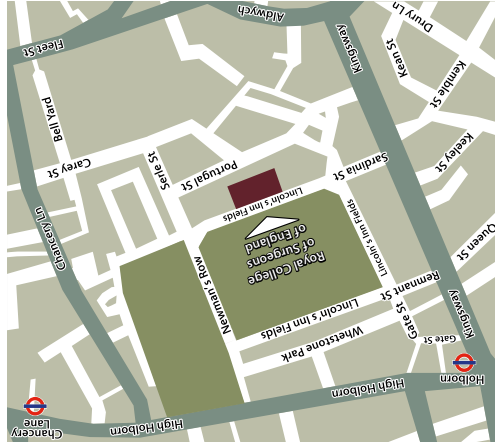 Aldwych
Drury Ln
Fleet St
Kingsway
Kean St
Kemble St
Bell Yard
Keeley St
Carey St
Serle St
Portugal St
Sardinia St
Lincoln's Inn Fields
Chancery Ln
Lincoln's Inn Fields
Queen St
Royal College
of Surgeons
of England
Newman's Row
Remnant St
Lincoln's Inn Fields
Gate St
Kingsway
Whetstone Park
Gate St
Holborn
High Holborn
High Holborn
Chancery
Lane